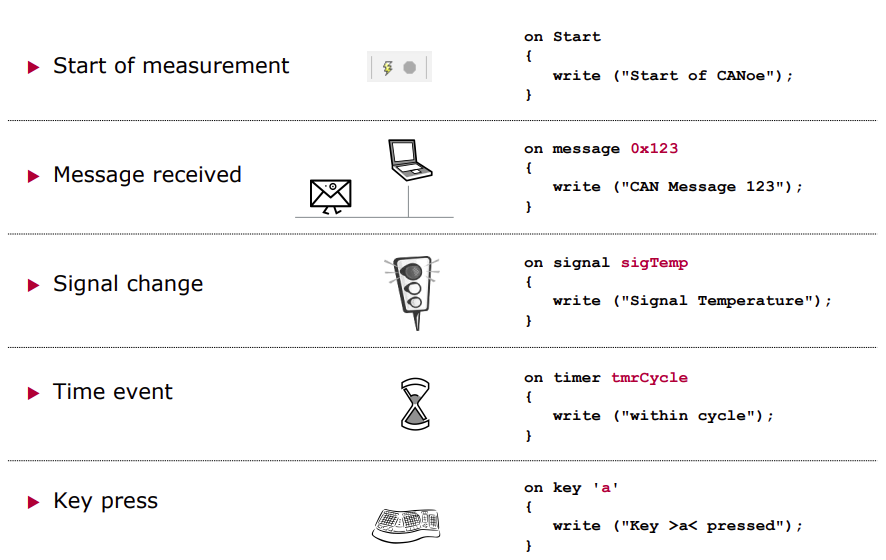 Start of measurement
on Start
{
write ("Start of CANoe");
}
Message received
on message 0x123
{
write ("CAN Message 123");
}
Signal change
on signal sigTemp
{
write ("Signal Temperature");
}
Time event
on timer tmrCycle
{
write ("within cycle");
}
Key press
on key 'a'
{
write ("Key >a< pressed");
}